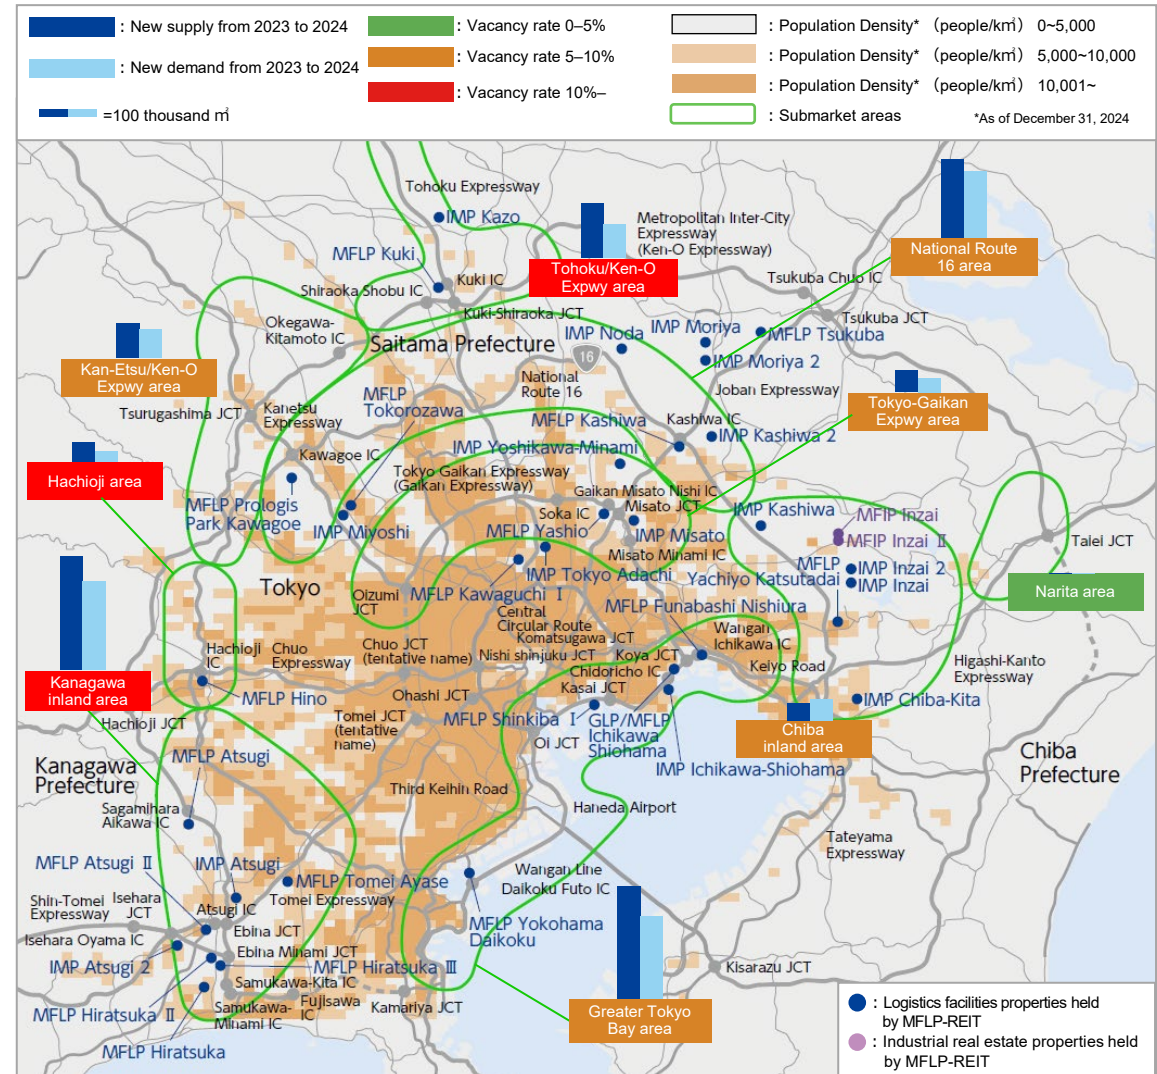 : New supply from 2023 to 2024
: New demand from 2023 to 2024
=100 thousand ㎡
: Vacancy rate 0–5%
: Vacancy rate 5–10%
: Vacancy rate 10%–
: Population Density* （people/k㎡） 0~5,000
: Population Density* （people/k㎡） 5,000~10,000
: Population Density* （people/k㎡） 10,001~
: Submarket areas
*As of December 31, 2024
Tohoku Expressway
IMP Kazo
Metropolitan Inter-City
Expressway
(Ken-O Expressway)
National Route
16 area
MFLP Kuki
Tohoku/Ken-O
Expwy area
Kuki IC
Shiraoka Shobu IC
Tsukuba Chuo IC
Kuki-Shiraoka JCT
Tsukuba JCT
Okegawa-
Kitamoto IC
IMP Noda
IMP Moriya
MFLP Tsukuba
Saitama Prefecture
16
IMP Moriya 2
Kan-Etsu/Ken-O
Expwy area
National
Route 16
Joban Expressway
Tsurugashima JCT
Kanetsu
Expressway
MFLP
Tokorozawa
MFLP Kashiwa
Kashiwa IC
Tokyo-Gaikan
Expwy area
IMP Yoshikawa-Minami
IMP Kashiwa 2
Kawagoe IC
Hachioji area
Tokyo Gaikan Expressway
(Gaikan Expressway)
Gaikan Misato Nishi IC
Misato JCT
MFLP Prologis
Park Kawagoe
IMP Miyoshi
Soka IC
MFLP Yashio
IMP Misato
IMP Kashiwa
MFIP Inzai
MFIP Inzai Ⅱ
Misato Minami IC
Talei JCT
IMP Tokyo Adachi
MFLP
Yachiyo Katsutadai
IMP Inzai 2
IMP Inzai
Tokyo
Oizumi
JCT
MFLP Kawaguchi Ⅰ
Narita area
Central
Circular Route
MFLP Funabashi Nishiura
Komatsugawa JCT
Wangan
Ichikawa IC
Hachioji
IC
Chuo
Expressway
Chuo JCT
(tentative name)
Nishi shinjuku JCT
Koya JCT
Chidoricho IC
Keiyo Road
Higashi-Kanto
Expressway
Kanagawa
inland area
MFLP Hino
Ohashi JCT
Kasai JCT
IMP Chiba-Kita
Hachioji JCT
Tomei JCT
(tentative
name)
MFLP Shinkiba Ⅰ
GLP/MFLP
Ichikawa
Shiohama
Oi JCT
Chiba
inland area
MFLP Atsugi
IMP Ichikawa-Shiohama
Chiba
Prefecture
Kanagawa
Prefecture
Third Keihin Road
Haneda Airport
Sagamihara
Aikawa IC
Tateyama
Expressway
MFLP Atsugi Ⅱ
IMP Atsugi
MFLP Tomei Ayase
Wangan Line
Daikoku Futo IC
Shin-Tomei
Expressway
Isehara
JCT
Atsugi IC
Tomei Expressway
MFLP Yokohama
Daikoku
Isehara Oyama IC
Ebina JCT
Ebina Minami JCT
IMP Atsugi 2
MFLP Hiratsuka Ⅲ
Kisarazu JCT
Samukawa-Kita IC
MFLP Hiratsuka Ⅱ
Samukawa-
Minami IC
Fujisawa
IC
Kamariya JCT
Greater Tokyo
Bay area
MFLP Hiratsuka
: Logistics facilities properties held
by MFLP-REIT
: Industrial real estate properties held
by MFLP-REIT